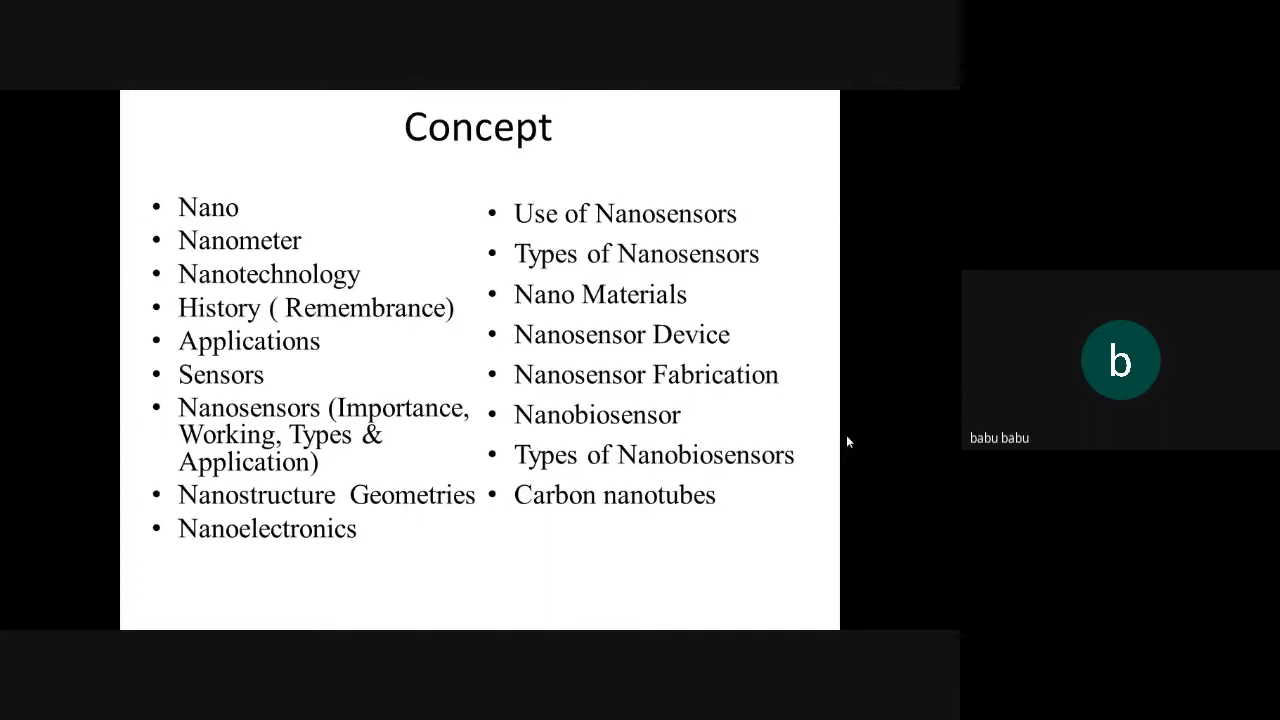 Concept
• Nano
• Nanometer
• Nanotechnology
• History ( Remembrance)
• Applications
• Sensors
• Nanosensors (Importance,
Working, Types &
Application)
• Nanostructure Geometries
• Nanoelectronics
• Use of Nanosensors
• Types of Nanosensors
• Nano Materials
• Nanosensor Device
• Nanosensor Fabrication
• Nanobiosensor
• Types of Nanobiosensors
• Carbon nanotubes
b
babu babu